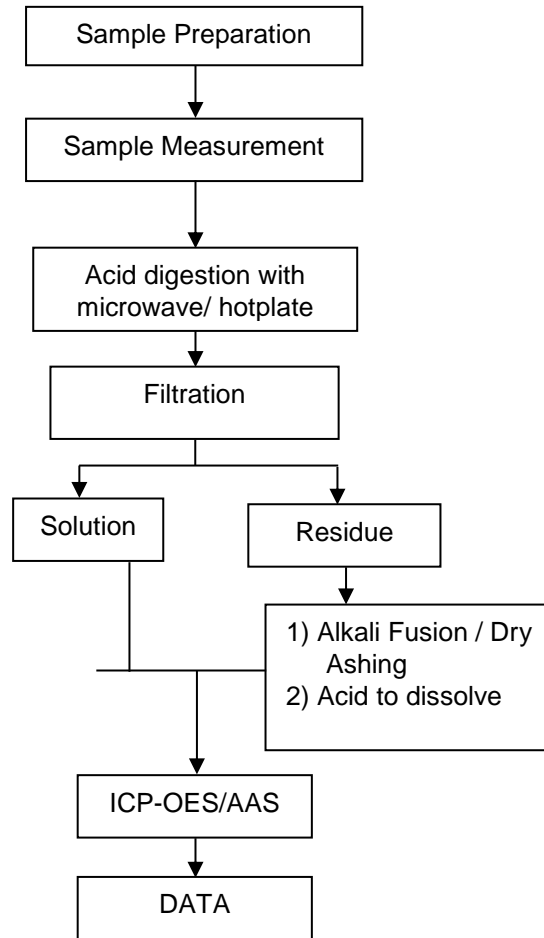 Sample Preparation
Sample Measurement
Acid digestion with
microwave/ hotplate
Filtration
Solution
Residue
1) Alkali Fusion / Dry
Ashing
2) Acid to dissolve
ICP-OES/AAS
DATA